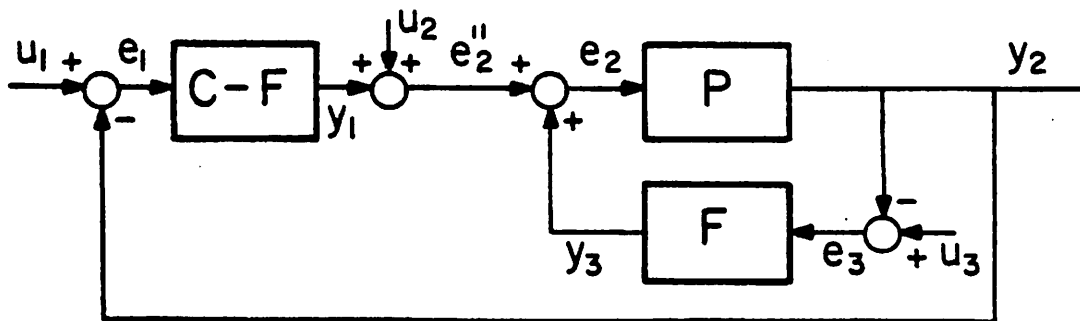 u₁ + e₁ C-F + u₂ + e₂'' + e₂ P y₂
- y₁ +
F -
y₃ e₃ + u₃